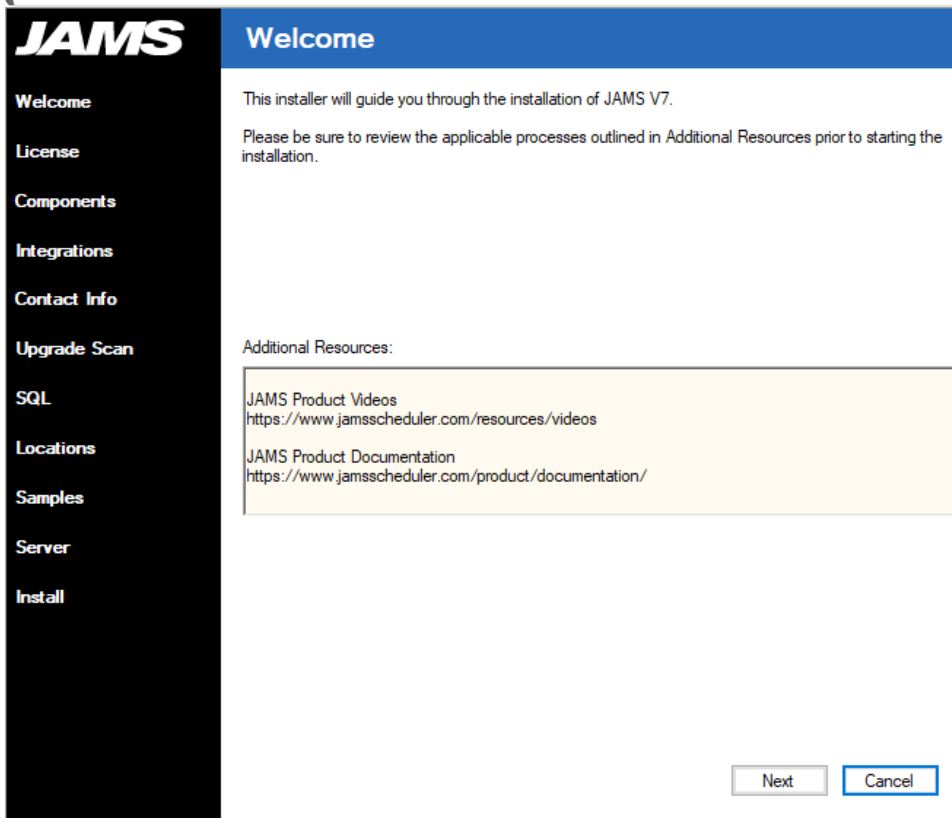 JAMS
Welcome
License
Components
Integrations
Contact Info
Upgrade Scan
SQL
Locations
Samples
Server
Install
Welcome
This installer will guide you through the installation of JAMS V7.
Please be sure to review the applicable processes outlined in Additional Resources prior to starting the
installation.
Additional Resources:
JAMS Product Videos
https://www.jamsscheduler.com/resources/videos
JAMS Product Documentation
https://www.jamsscheduler.com/product/documentation/
Next
Cancel